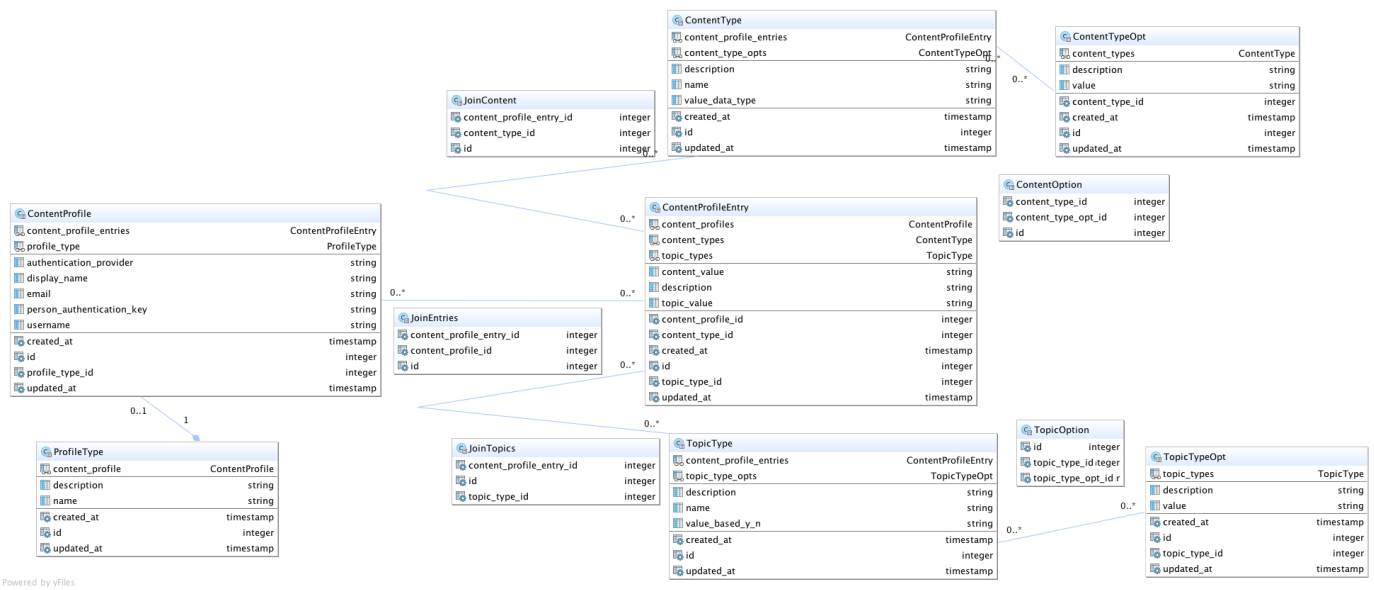 ContentType
content_profile_entries ContentProfileEntry
content_type_opts ContentTypeOpt
description string
name string
value_data_type string
created_at timestamp
id integer
updated_at timestamp
0..*
0..*
ContentTypeOpt
content_types ContentType
description string
value string
content_type_id integer
created_at timestamp
id integer
updated_at timestamp
JoinContent
content_profile_entry_id integer
content_type_id integer
id integer
0..*
0..*
ContentOption
content_type_id integer
content_type_opt_id integer
id integer
ContentProfile
content_profile_entries ContentProfileEntry
profile_type ProfileType
authentication_provider string
display_name string
email string
person_authentication_key string
username string
created_at timestamp
id integer
profile_type_id integer
updated_at timestamp
0..*
0..*
ContentProfileEntry
content_profiles ContentProfile
content_types ContentType
topic_types TopicType
content_value string
description string
topic_value string
content_profile_id integer
content_type_id integer
created_at timestamp
id integer
topic_type_id integer
updated_at timestamp
JoinEntries
content_profile_entry_id integer
content_profile_id integer
id integer
0..*
0..*
0..1
1
ProfileType
content_profile ContentProfile
description string
name string
created_at timestamp
id integer
updated_at timestamp
JoinTopics
content_profile_entry_id integer
id integer
topic_type_id integer
TopicType
content_profile_entries ContentProfileEntry
topic_type_opts TopicTypeOpt
description string
name string
value_based_y_n string
created_at timestamp
id integer
updated_at timestamp
0..*
0..*
TopicOption
id integer
topic_type_id teger
topic_type_opt_id r
TopicTypeOpt
topic_types TopicType
description string
value string
created_at timestamp
id integer
topic_type_id integer
updated_at timestamp
Powered by yFiles